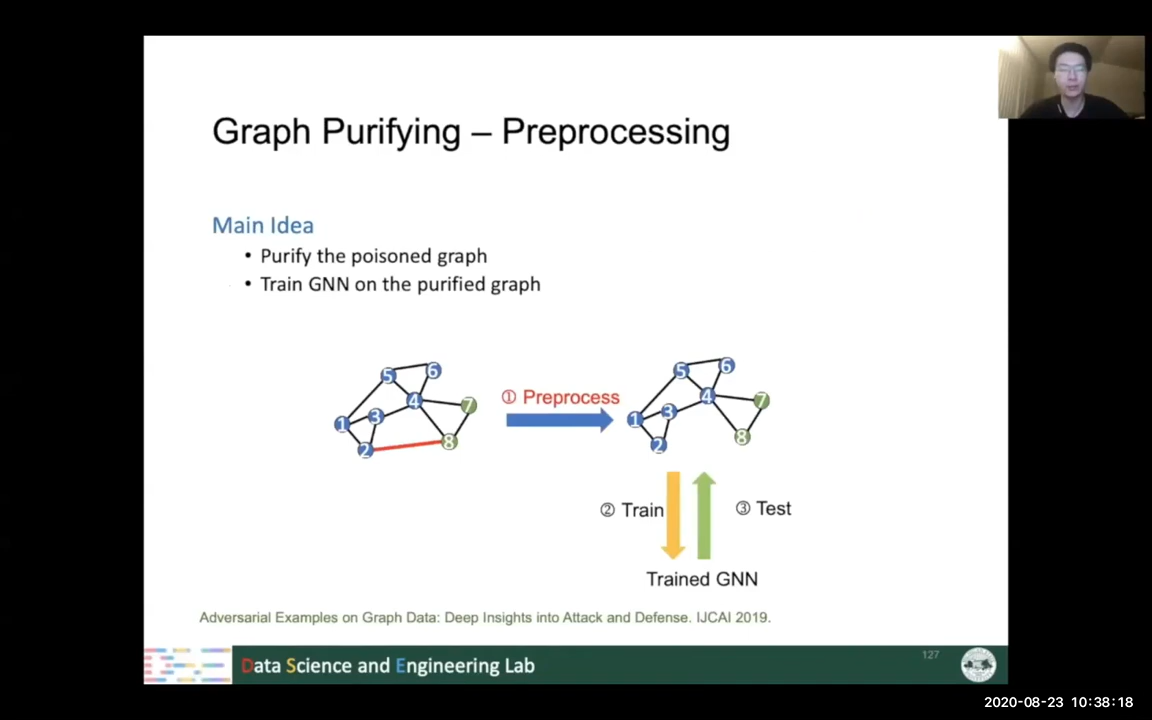 Graph Purifying – Preprocessing
Main Idea
• Purify the poisoned graph
• Train GNN on the purified graph
5 6
4 7
1 3
2 8
① Preprocess
5 6
4 7
1 3
2 8
② Train
③ Test
Trained GNN
Adversarial Examples on Graph Data: Deep Insights into Attack and Defense. IJCAI 2019.
Data Science and Engineering Lab
127
2020-08-23 10:38:18